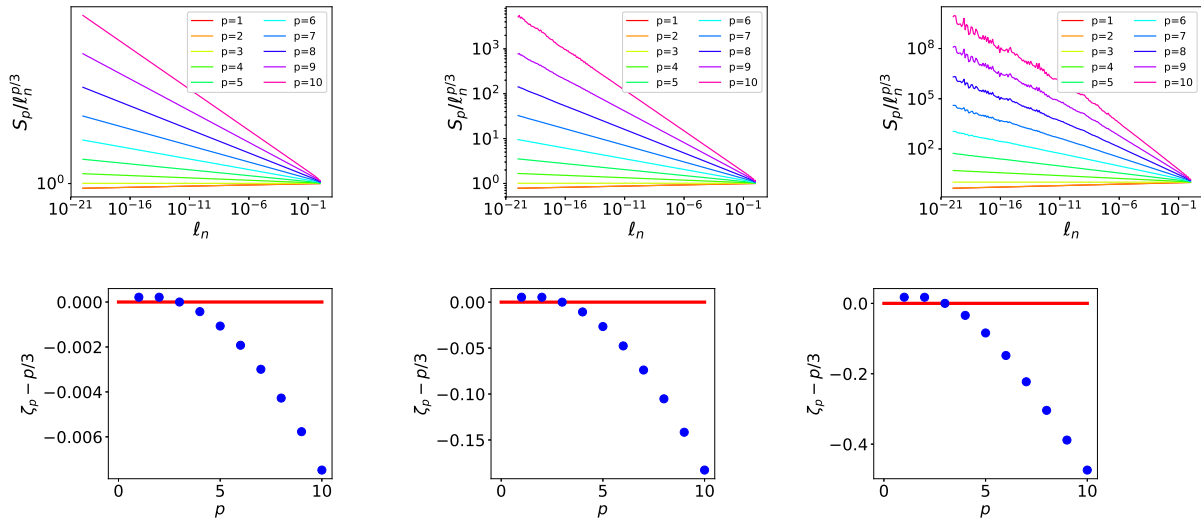 S_p/ℓ_n^{p/3}
10^0
p=1 p=6
p=2 p=7
p=3 p=8
p=4 p=9
p=5 p=10
10^−21 10^−16 10^−11 10^−6 10^−1
ℓ_n
S_p/ℓ_n^{p/3}
10^3
10^2
10^1
10^0
p=1 p=6
p=2 p=7
p=3 p=8
p=4 p=9
p=5 p=10
10^−21 10^−16 10^−11 10^−6 10^−1
ℓ_n
S_p/ℓ_n^{p/3}
10^8
10^5
10^2
p=1 p=6
p=2 p=7
p=3 p=8
p=4 p=9
p=5 p=10
10^−21 10^−16 10^−11 10^−6 10^−1
ℓ_n
ζ_p − p/3
0.000
−0.002
−0.004
−0.006
0 5 10
p
ζ_p − p/3
0.00
−0.05
−0.10
−0.15
0 5 10
p
ζ_p − p/3
0.0
−0.2
−0.4
0 5 10
p